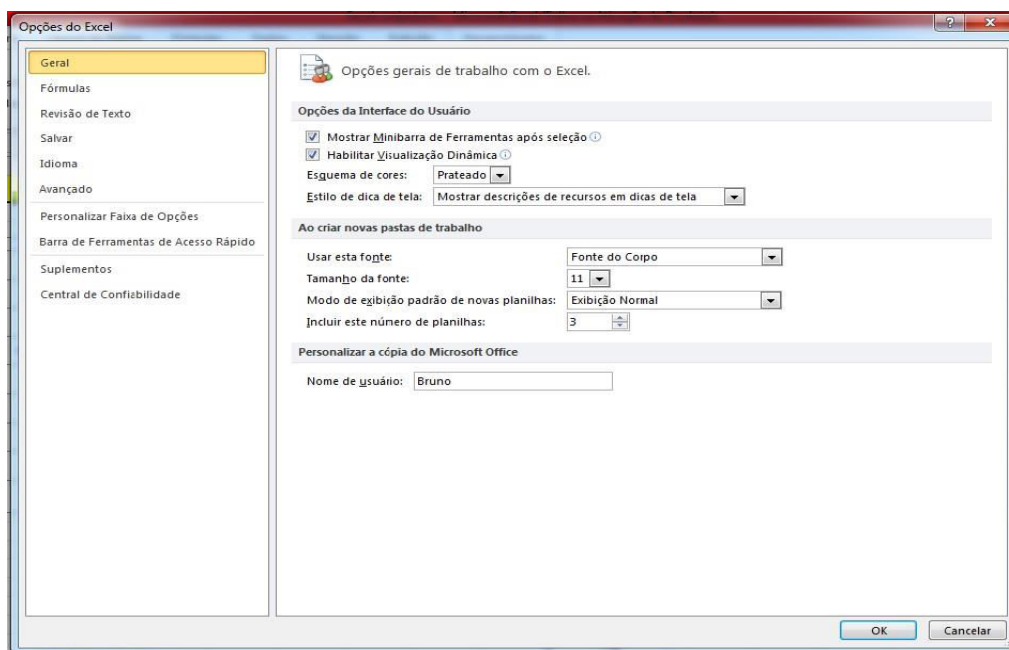 Opções do Excel
Geral
Fórmulas
Revisão de Texto
Salvar
Idioma
Avançado
Personalizar Faixa de Opções
Barra de Ferramentas de Acesso Rápido
Suplementos
Central de Confiabilidade
Opções gerais de trabalho com o Excel.
Opções da Interface do Usuário
Mostrar Minibarra de Ferramentas após seleção
Habilitar Visualização Dinâmica
Esquema de cores: Prateado
Estilo de dica de tela: Mostrar descrições de recursos em dicas de tela
Ao criar novas pastas de trabalho
Usar esta fonte: Fonte do Corpo
Tamanho da fonte: 11
Modo de exibição padrão de novas planilhas: Exibição Normal
Incluir este número de planilhas: 3
Personalizar a cópia do Microsoft Office
Nome de usuário: Bruno
OK Cancelar